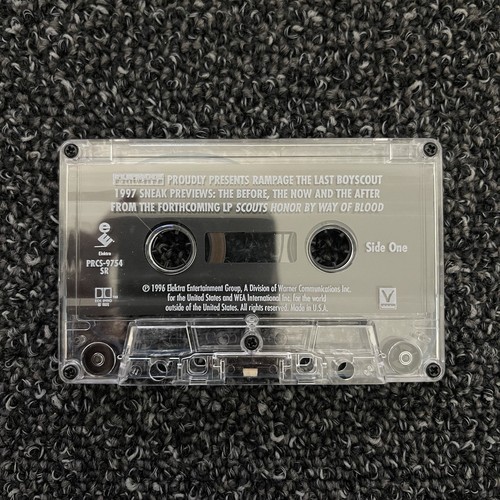 PROUDLY PRESENTS RAMPAGE THE LAST BOYSCOUT
1997 SNEAK PREVIEWS: THE BEFORE, THE NOW AND THE AFTER
FROM THE FORTHCOMING LP SCOUTS HONOR BY WAY OF BLOOD
Elektra
PRCS-9754
SR
Side One
℗ 1996 Elektra Entertainment Group, A Division of Warner Communications Inc.
for the United States and WEA International Inc. for the world
outside of the United States. All rights reserved. Made in U.S.A.